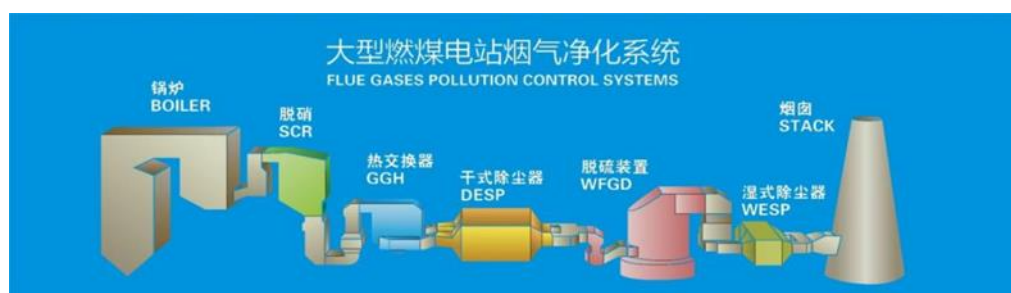 大型燃煤电站烟气净化系统
FLUE GASES POLLUTION CONTROL SYSTEMS
锅炉
BOILER
脱硝
SCR
热交换器
GGH
干式除尘器
DESP
脱硫装置
WFGD
湿式除尘器
WESP
烟囱
STACK